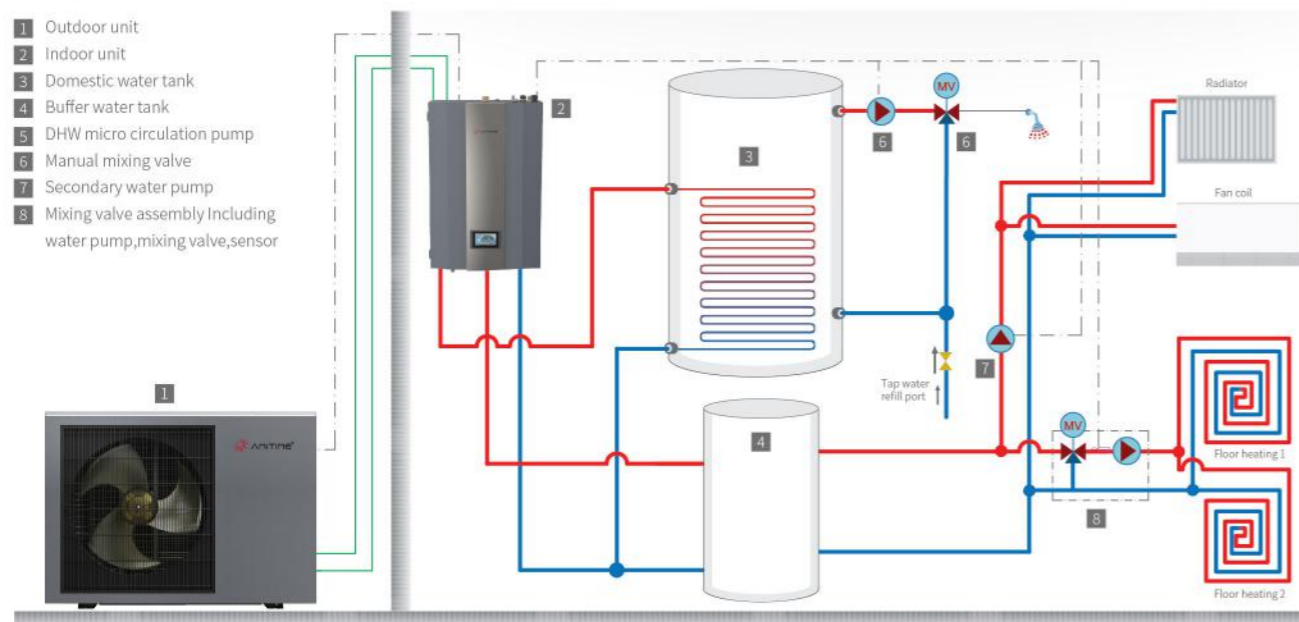 1 Outdoor unit
2 Indoor unit
3 Domestic water tank
4 Buffer water tank
5 DHW micro circulation pump
6 Manual mixing valve
7 Secondary water pump
8 Mixing valve assembly Including
water pump,mixing valve,sensor
2
MV
6
6
3
Radiator
Fan coil
7
Tap water
refill port
1
AMITIME
4
MV
8
Floor heating 1
Floor heating 2